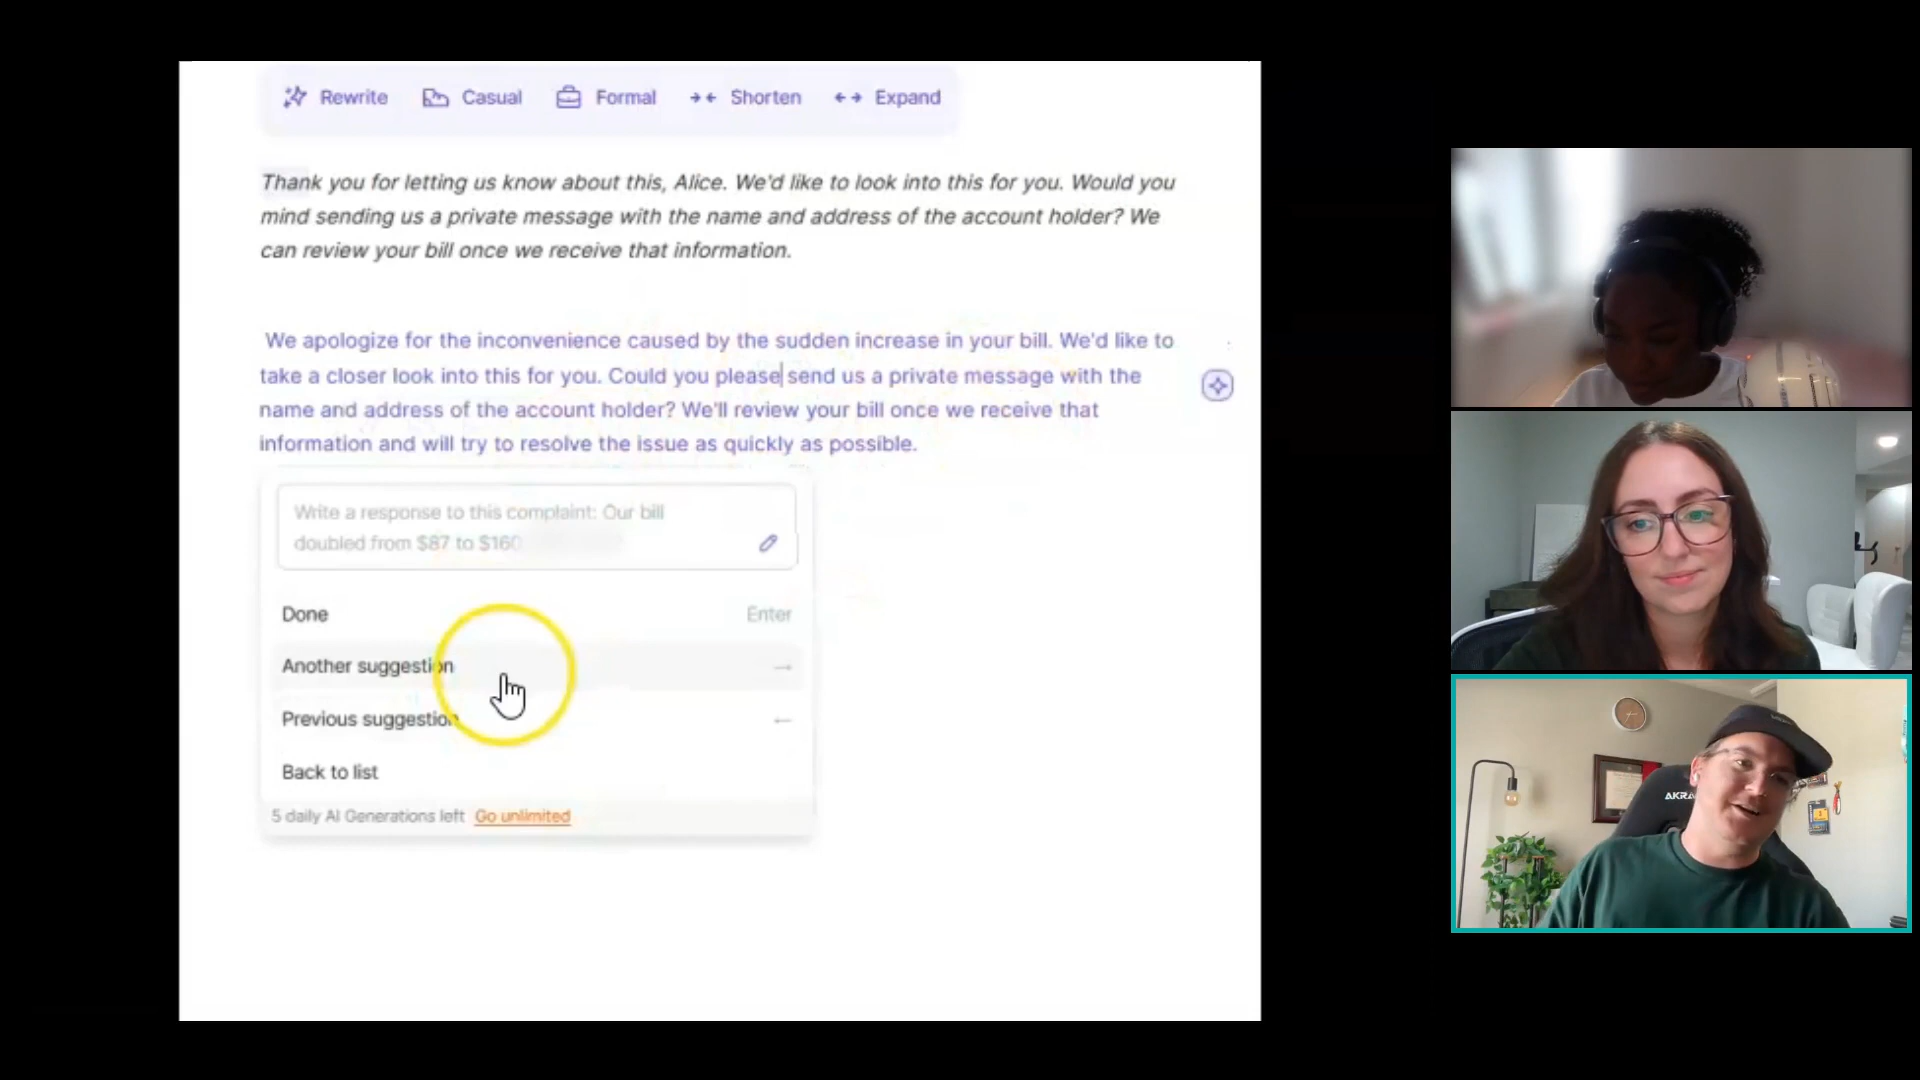 Rewrite Casual Formal Shorten Expand
Thank you for letting us know about this, Alice. We'd like to look into this for you. Would you
mind sending us a private message with the name and address of the account holder? We
can review your bill once we receive that information.
We apologize for the inconvenience caused by the sudden increase in your bill. We'd like to
take a closer look into this for you. Could you please send us a private message with the
name and address of the account holder? We'll review your bill once we receive that
information and will try to resolve the issue as quickly as possible.
Write a response to this complaint: Our bill
doubled from $87 to $160
Done Enter
Another suggestion
Previous suggestion
Back to list
5 daily AI Generations left Go unlimited